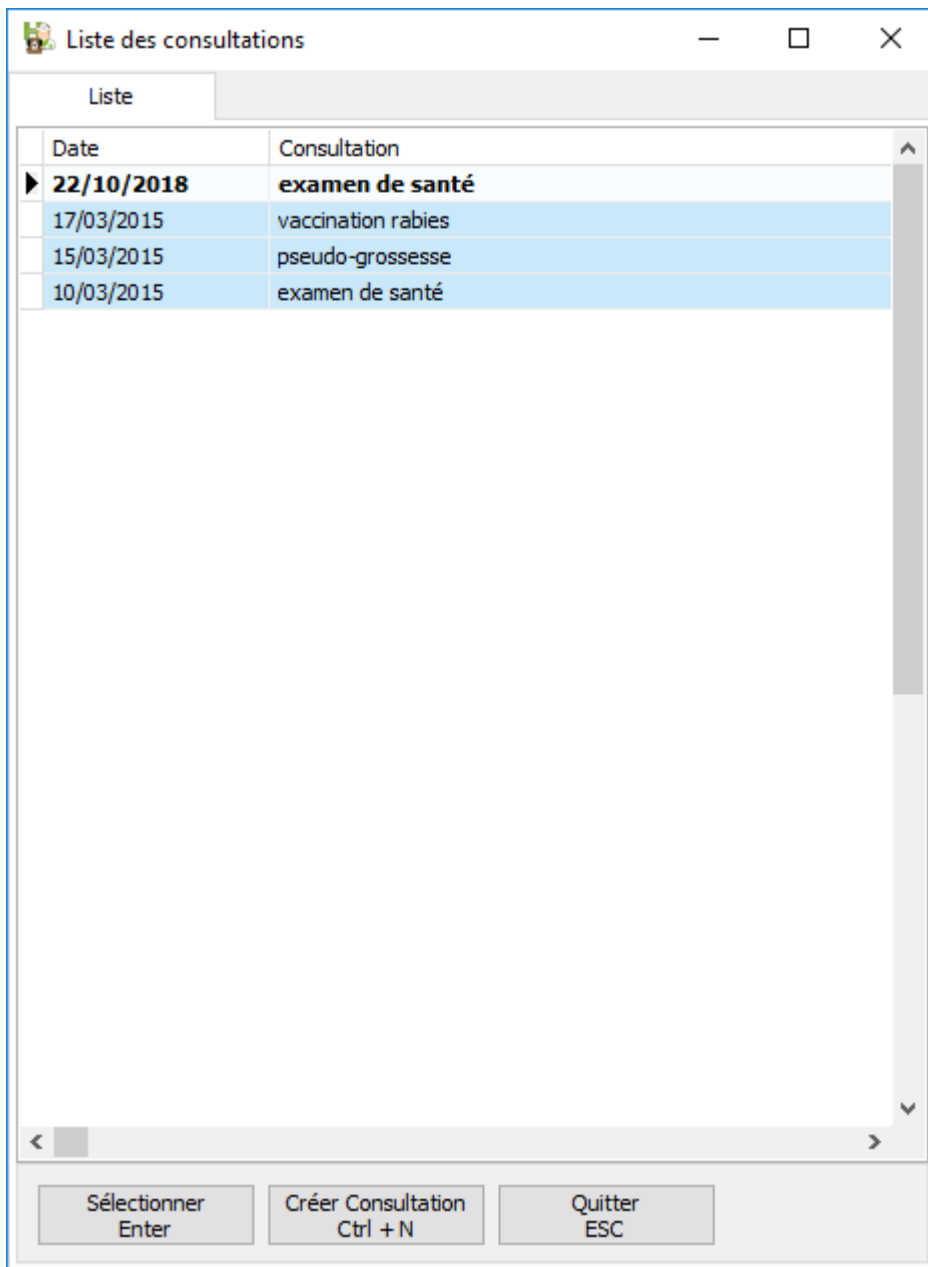 Liste des consultations
Liste
Date Consultation
22/10/2018 examen de santé
17/03/2015 vaccination rabies
15/03/2015 pseudo-grossesse
10/03/2015 examen de santé
Sélectionner Créer Consultation Quitter
Enter Ctrl + N ESC